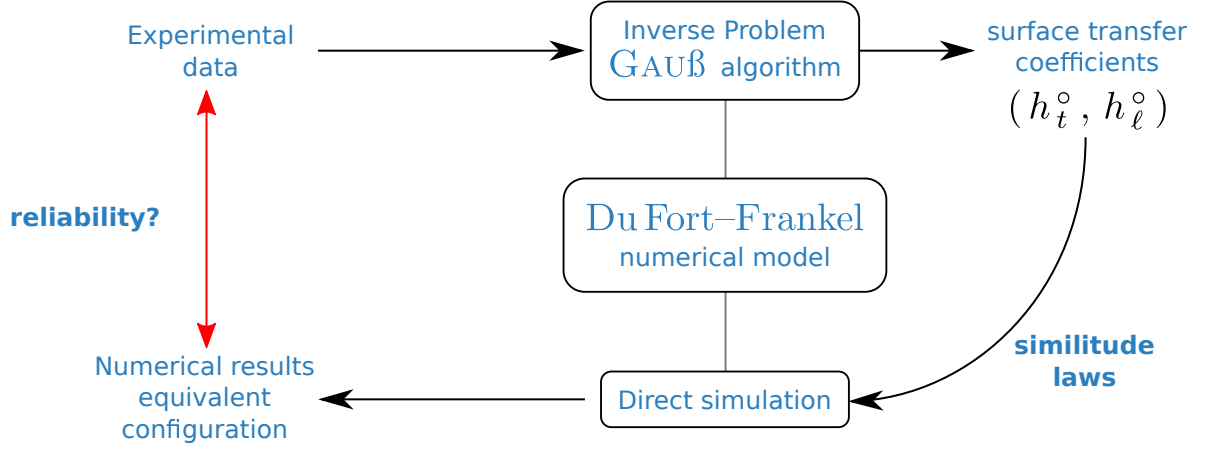 Experimental
data
Inverse Problem
GAUß algorithm
surface transfer
coefficients
( h °t , h °ℓ )
reliability?
Du Fort–Frankel
numerical model
similitude
laws
Numerical results
equivalent
configuration
Direct simulation